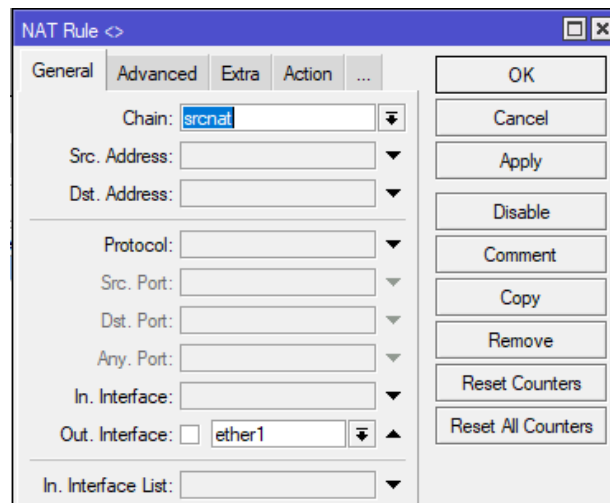 NAT Rule <>
General Advanced Extra Action ...
Chain: srcnat
Src. Address:
Dst. Address:
Protocol:
Src. Port:
Dst. Port:
Any. Port:
In. Interface:
Out. Interface: ether1
In. Interface List:
OK
Cancel
Apply
Disable
Comment
Copy
Remove
Reset Counters
Reset All Counters